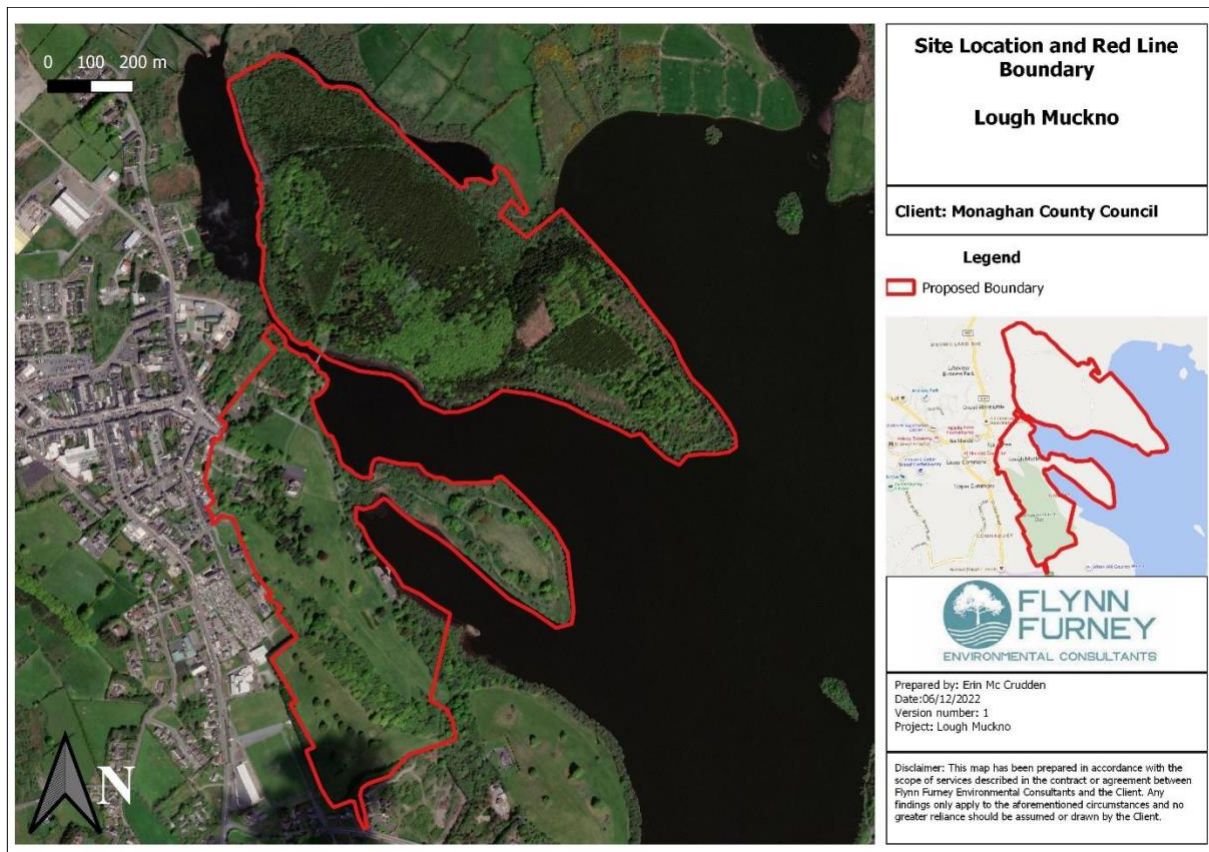 0 100 200 m
N
Site Location and Red Line
Boundary
Lough Muckno
Client: Monaghan County Council
Legend
Proposed Boundary
Lough Muckno
FLYNN
FURNEY
ENVIRONMENTAL CONSULTANTS
Prepared by: Erin Mc Crudden
Date:06/12/2022
Version number: 1
Project: Lough Muckno
Disclaimer: This map has been prepared in accordance with the
scope of services described in the contract or agreement between
Flynn Furney Environmental Consultants and the Client. Any
findings only apply to the aforementioned circumstances and no
greater reliance should be assumed or drawn by the Client.